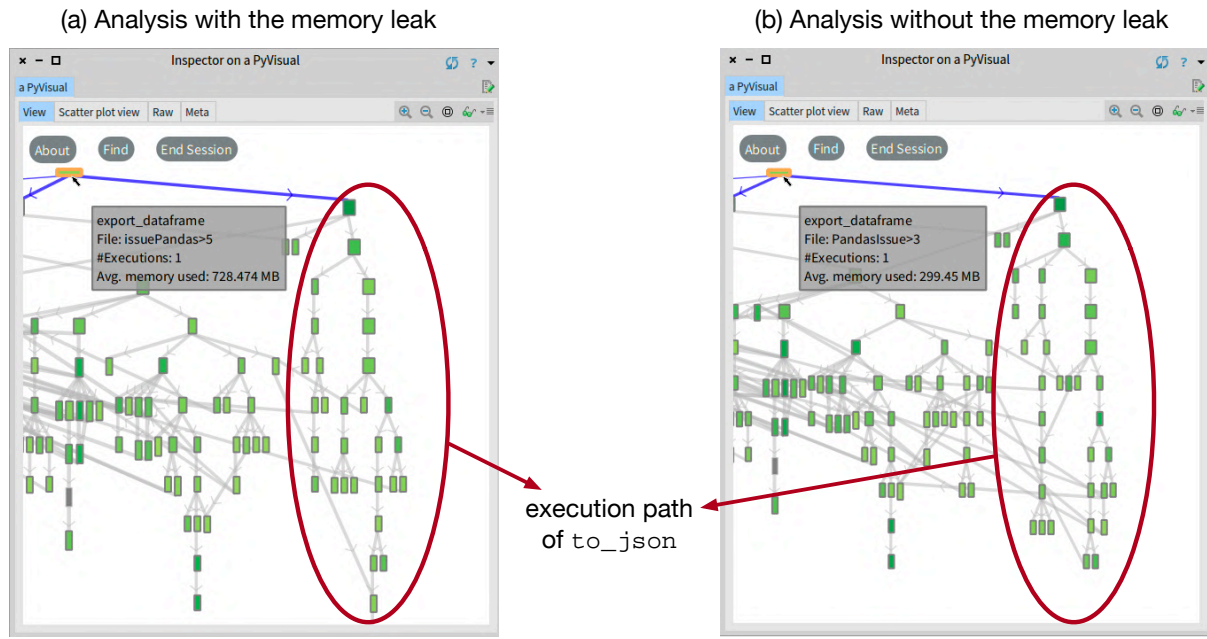 (a) Analysis with the memory leak
(b) Analysis without the memory leak
Inspector on a PyVisual
?
a PyVisual
View Scatter plot view Raw Meta
About Find End Session
export_dataframe
File: issuePandas>5
#Executions: 1
Avg. memory used: 728.474 MB
Inspector on a PyVisual
?
a PyVisual
View Scatter plot view Raw Meta
About Find End Session
export_dataframe
File: PandasIssue>3
#Executions: 1
Avg. memory used: 299.45 MB
execution path
of to_json